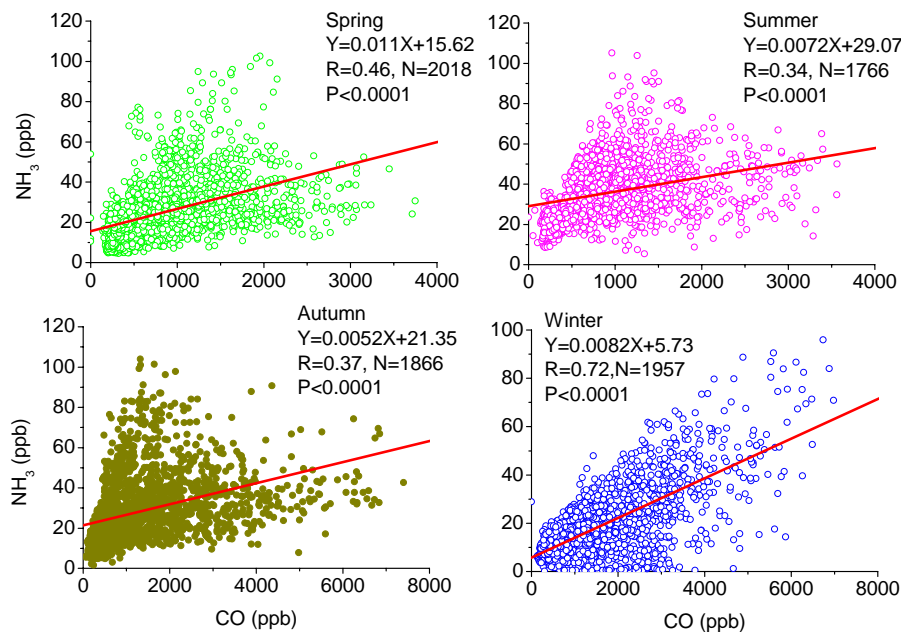 Spring
Y=0.011X+15.62
R=0.46, N=2018
P<0.0001
120
100
80
60
40
20
0
NH₃ (ppb)
0 1000 2000 3000 4000
Summer
Y=0.0072X+29.07
R=0.34, N=1766
P<0.0001
120
100
80
60
40
20
0
0 1000 2000 3000 4000
Autumn
Y=0.0052X+21.35
R=0.37, N=1866
P<0.0001
120
100
80
60
40
20
0
NH₃ (ppb)
0 2000 4000 6000 8000
CO (ppb)
Winter
Y=0.0082X+5.73
R=0.72,N=1957
P<0.0001
100
80
60
40
20
0
0 2000 4000 6000 8000
CO (ppb)